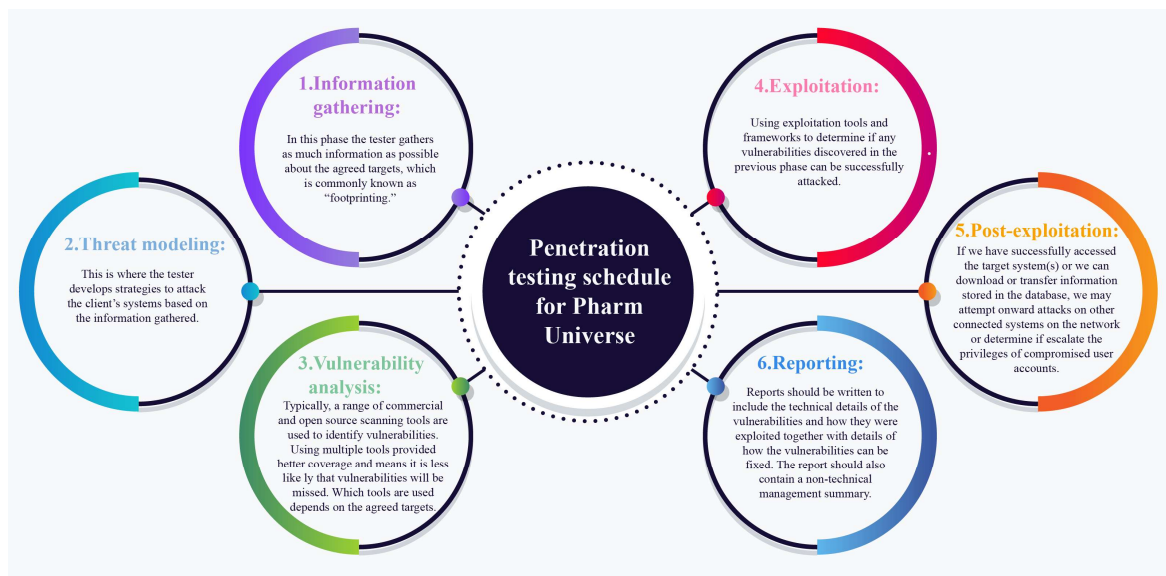 Penetration
testing schedule
for Pharm
Universe
1.Information
gathering:
In this phase the tester gathers
as much information as possible
about the agreed targets, which
is commonly known as
“footprinting.”
2.Threat modeling:
This is where the tester
develops strategies to attack
the client’s systems based on
the information gathered.
3.Vulnerability
analysis:
Typically, a range of commercial
and open source scanning tools are
used to identify vulnerabilities.
Using multiple tools provided
better coverage and means it is less
like ly that vulnerabilities will be
missed. Which tools are used
depends on the agreed targets.
4.Exploitation:
Using exploitation tools and
frameworks to determine if any
vulnerabilities discovered in the
previous phase can be successfully
attacked.
5.Post-exploitation:
If we have successfully accessed
the target system(s) or we can
download or transfer information
stored in the database, we may
attempt onward attacks on other
connected systems on the network
or determine if escalate the
privileges of compromised user
accounts.
6.Reporting:
Reports should be written to
include the technical details of the
vulnerabilities and how they were
exploited together with details of
how the vulnerabilities can be
fixed. The report should also
contain a non-technical
management summary.